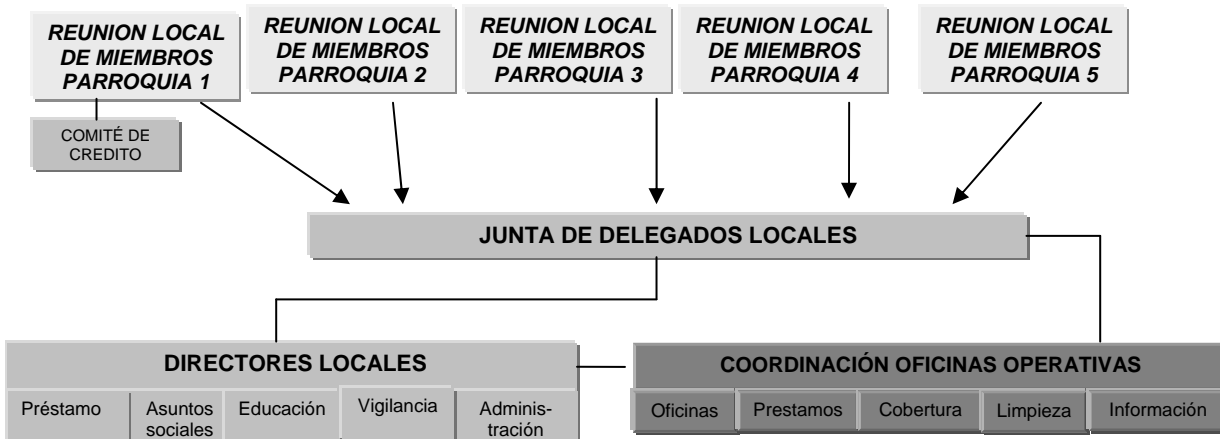 REUNION LOCAL
DE MIEMBROS
PARROQUIA 1
REUNION LOCAL
DE MIEMBROS
PARROQUIA 2
REUNION LOCAL
DE MIEMBROS
PARROQUIA 3
REUNION LOCAL
DE MIEMBROS
PARROQUIA 4
REUNION LOCAL
DE MIEMBROS
PARROQUIA 5
COMITÉ DE
CREDITO
JUNTA DE DELEGADOS LOCALES
DIRECTORES LOCALES
Préstamo
Asuntos
sociales
Educación
Vigilancia
Adminis-
tración
COORDINACIÓN OFICINAS OPERATIVAS
Oficinas
Prestamos
Cobertura
Limpieza
Información